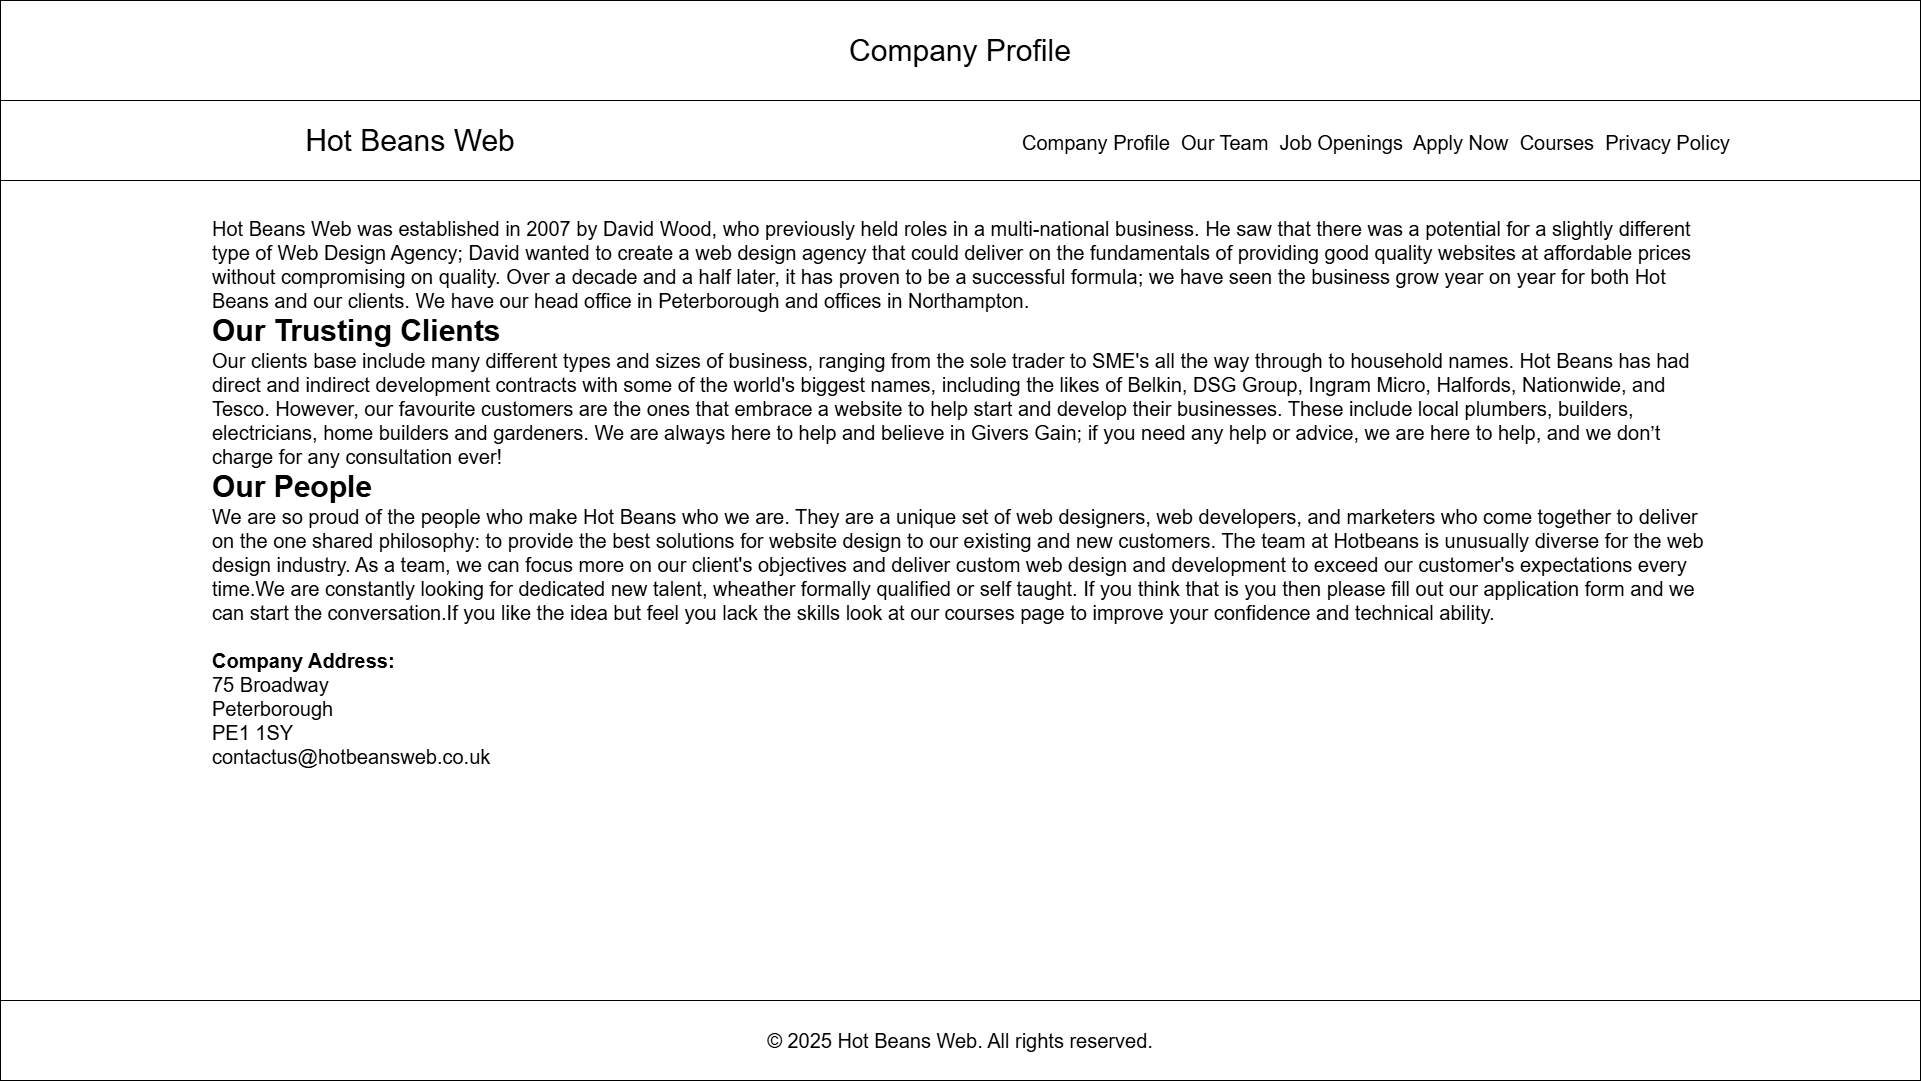 Company Profile
Hot Beans Web
Company Profile Our Team Job Openings Apply Now Courses Privacy Policy
Hot Beans Web was established in 2007 by David Wood, who previously held roles in a multi-national business. He saw that there was a potential for a slightly different
type of Web Design Agency; David wanted to create a web design agency that could deliver on the fundamentals of providing good quality websites at affordable prices
without compromising on quality. Over a decade and a half later, it has proven to be a successful formula; we have seen the business grow year on year for both Hot
Beans and our clients. We have our head office in Peterborough and offices in Northampton.
Our Trusting Clients
Our clients base include many different types and sizes of business, ranging from the sole trader to SME's all the way through to household names. Hot Beans has had
direct and indirect development contracts with some of the world's biggest names, including the likes of Belkin, DSG Group, Ingram Micro, Halfords, Nationwide, and
Tesco. However, our favourite customers are the ones that embrace a website to help start and develop their businesses. These include local plumbers, builders,
electricians, home builders and gardeners. We are always here to help and believe in Givers Gain; if you need any help or advice, we are here to help, and we don’t
charge for any consultation ever!
Our People
We are so proud of the people who make Hot Beans who we are. They are a unique set of web designers, web developers, and marketers who come together to deliver
on the one shared philosophy: to provide the best solutions for website design to our existing and new customers. The team at Hotbeans is unusually diverse for the web
design industry. As a team, we can focus more on our client's objectives and deliver custom web design and development to exceed our customer's expectations every
time.We are constantly looking for dedicated new talent, wheather formally qualified or self taught. If you think that is you then please fill out our application form and we
can start the conversation.If you like the idea but feel you lack the skills look at our courses page to improve your confidence and technical ability.
Company Address:
75 Broadway
Peterborough
PE1 1SY
contactus@hotbeansweb.co.uk
© 2025 Hot Beans Web. All rights reserved.